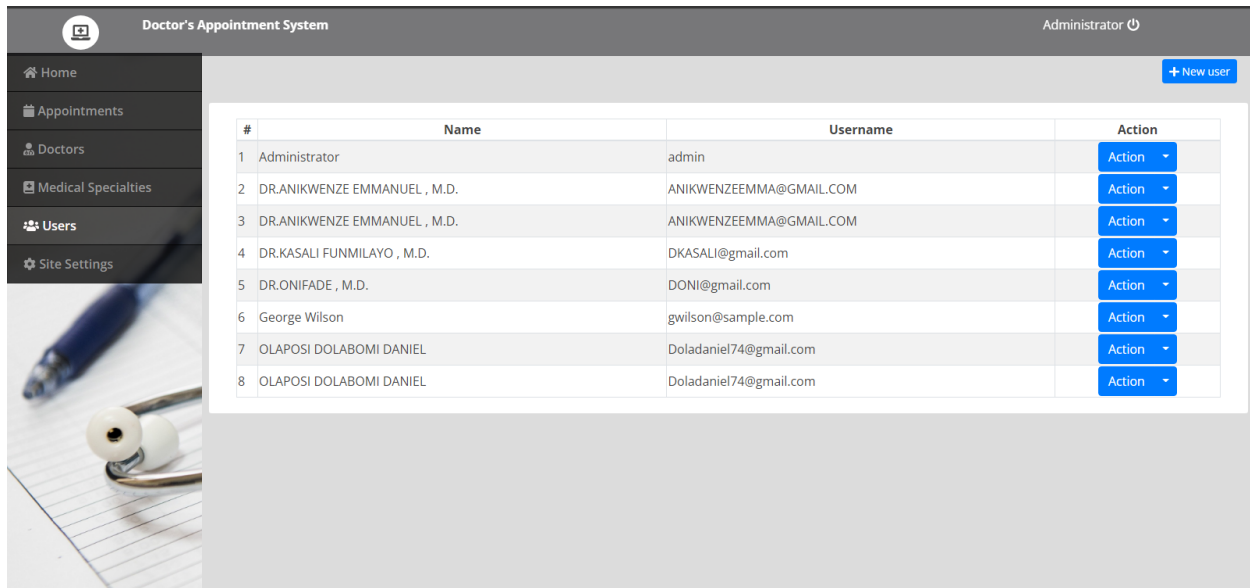 Doctor's Appointment System
Administrator
Home
Appointments
Doctors
Medical Specialties
Users
Site Settings
+ New user
# Name Username Action
1 Administrator admin Action
2 DR.ANIKWENZE EMMANUEL , M.D. ANIKWENZEEMMA@GMAIL.COM Action
3 DR.ANIKWENZE EMMANUEL , M.D. ANIKWENZEEMMA@GMAIL.COM Action
4 DR.KASALI FUNMILAYO , M.D. DKASALI@gmail.com Action
5 DR.ONIFADE , M.D. DONI@gmail.com Action
6 George Wilson gwilson@sample.com Action
7 OLAPOSI DOLABOMI DANIEL Doladaniel74@gmail.com Action
8 OLAPOSI DOLABOMI DANIEL Doladaniel74@gmail.com Action